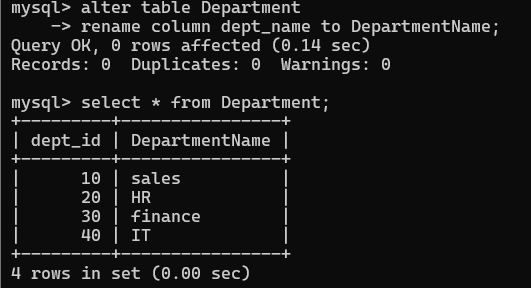 mysql> alter table Department
    -> rename column dept_name to DepartmentName;
Query OK, 0 rows affected (0.14 sec)
Records: 0  Duplicates: 0  Warnings: 0

mysql> select * from Department;
+---------+----------------+
| dept_id | DepartmentName |
+---------+----------------+
|      10 | sales          |
|      20 | HR             |
|      30 | finance        |
|      40 | IT             |
+---------+----------------+
4 rows in set (0.00 sec)